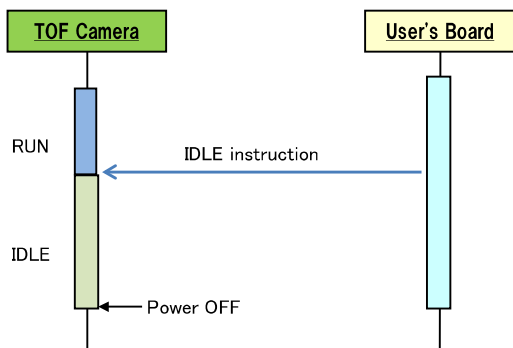 TOF Camera
User's Board
RUN
IDLE instruction
IDLE
Power OFF